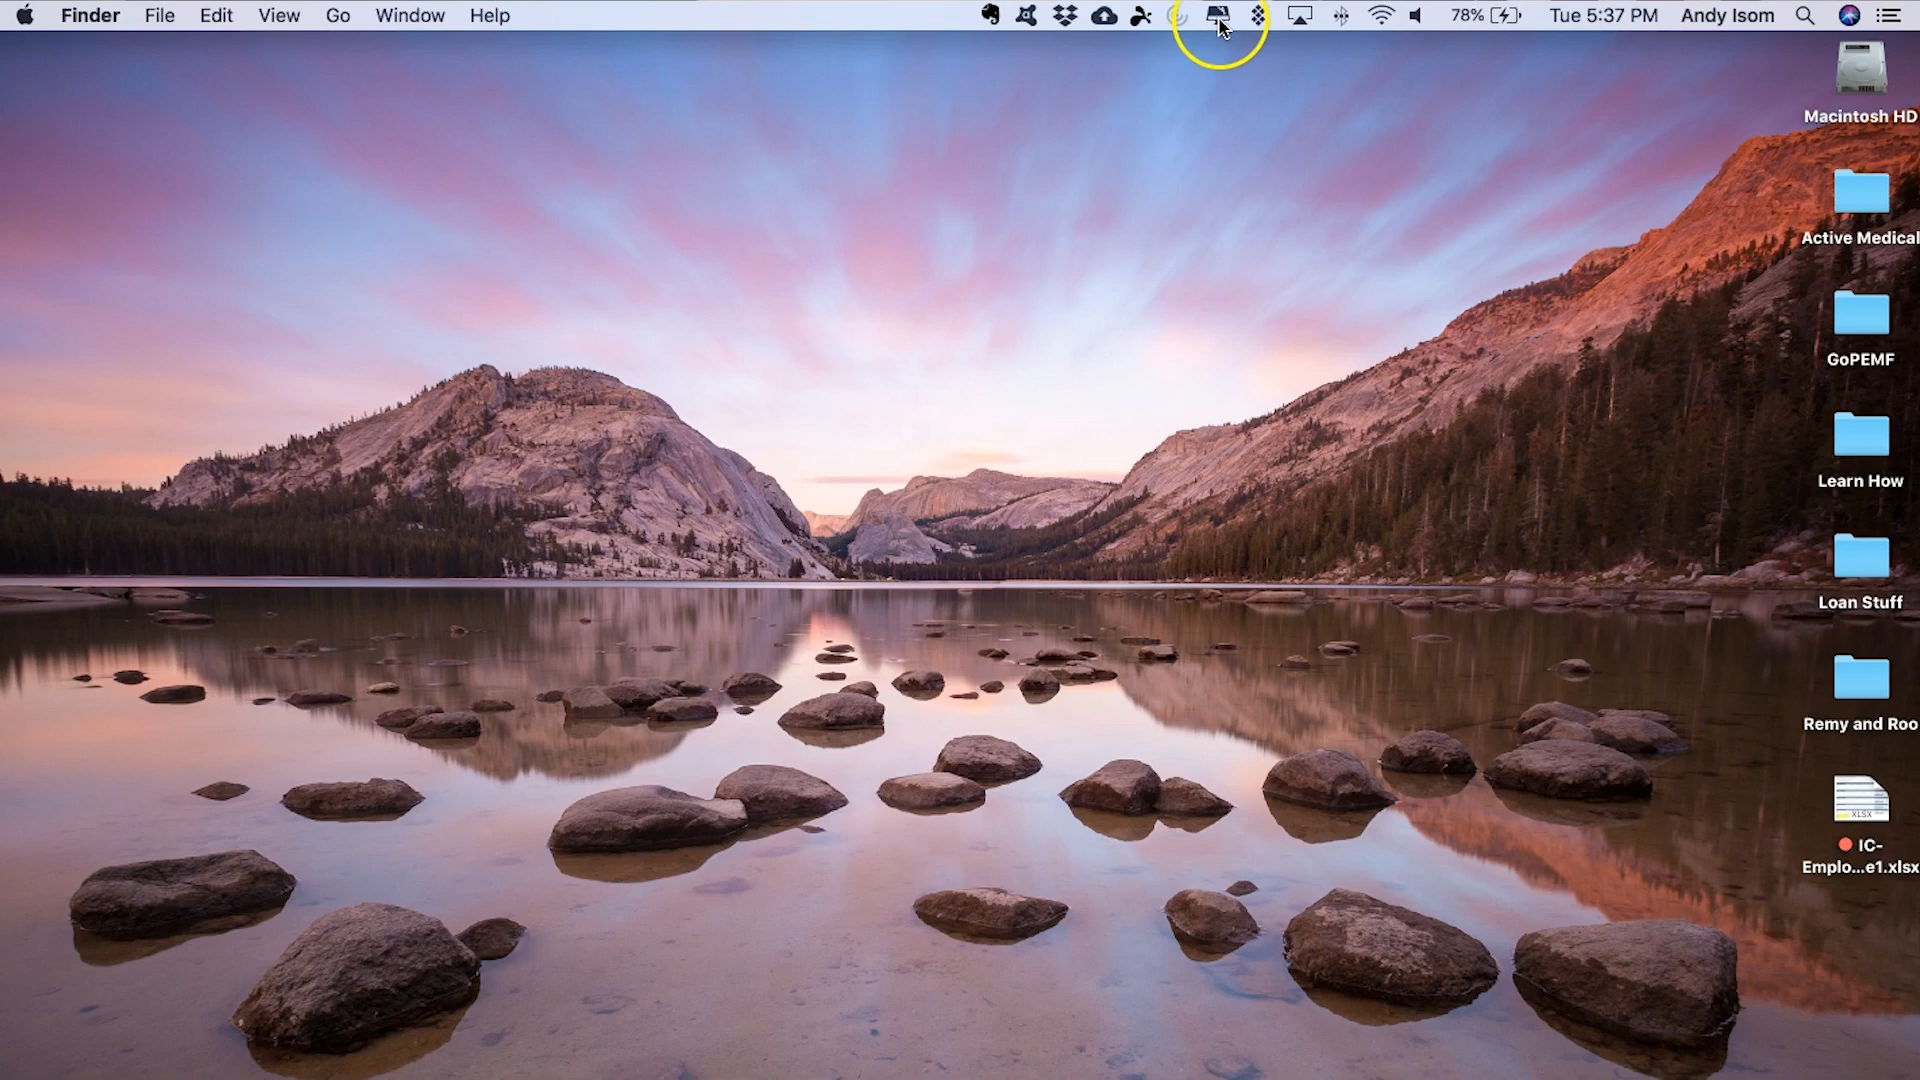 Finder File Edit View Go Window Help 78% Tue 5:37 PM Andy Isom
Macintosh HD
Active Medical
GoPEMF
Learn How
Loan Stuff
Remy and Roo
XLSX
IC-
Emplo...e1.xlsx